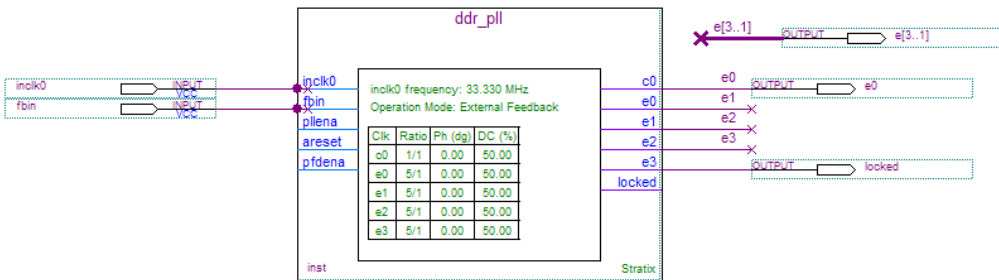 ddr_pll
e[3..1]
OUTPUT
e[3..1]
inclk0
INPUT
VCC
inclk0
inclk0 frequency: 33.330 MHz
c0
e0
OUTPUT
e0
fbin
INPUT
VCC
fbin
Operation Mode: External Feedback
e0
e1
pllena
e1
e2
areset
Clk Ratio Ph (dg) DC (%)
e2
e3
pfdena
c0 1/1 0.00 50.00
e3
OUTPUT
locked
e0 5/1 0.00 50.00
locked
e1 5/1 0.00 50.00
e2 5/1 0.00 50.00
e3 5/1 0.00 50.00
inst
Stratix